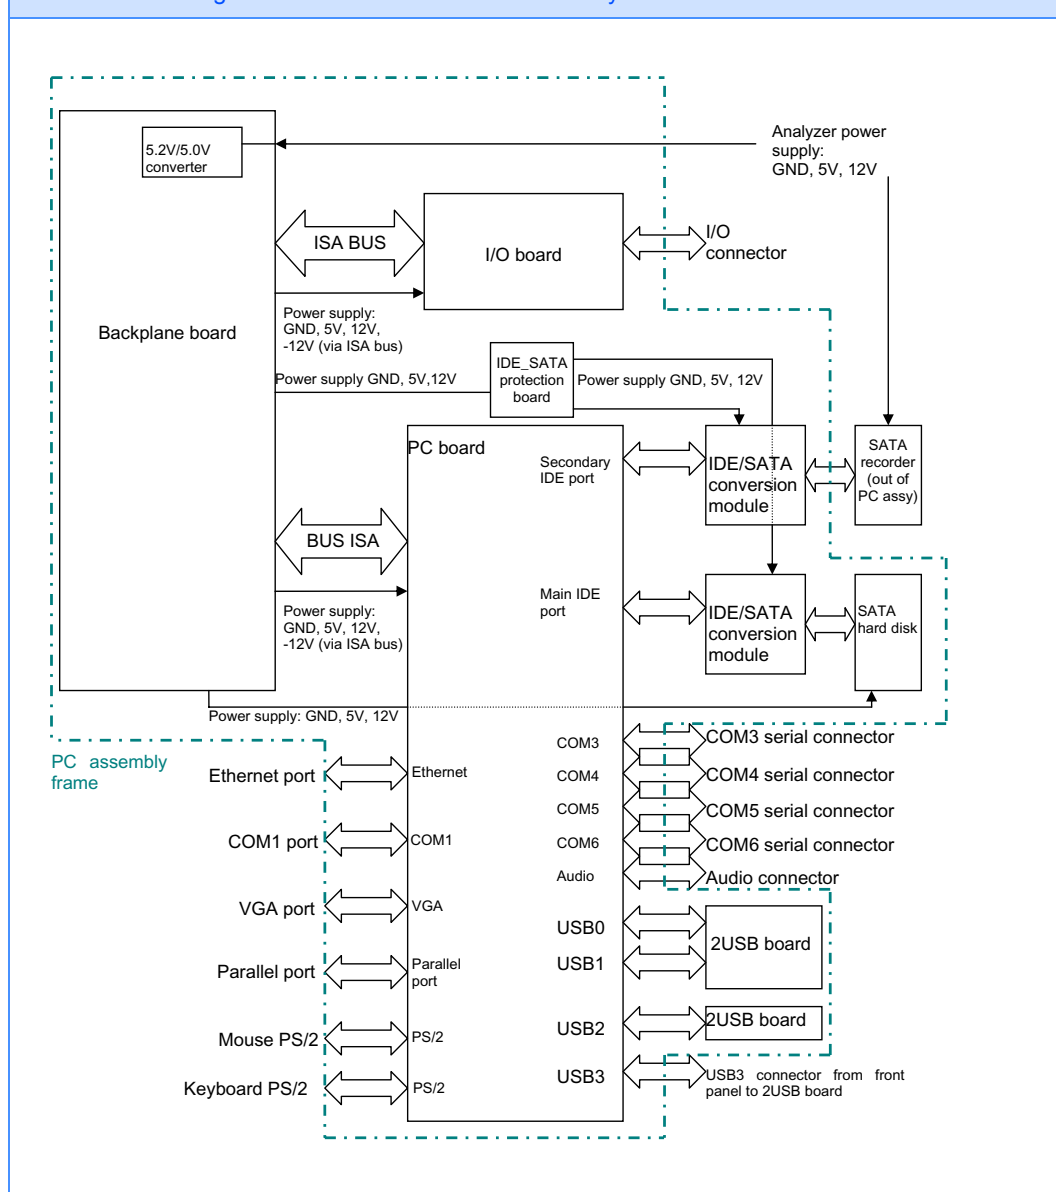 Analyzer power
supply:
GND, 5V, 12V
5.2V/5.0V
converter
ISA BUS
I/O board
I/O
connector
Backplane board
Power supply:
GND, 5V, 12V,
-12V (via ISA bus)
IDE_SATA
protection
board
Power supply GND, 5V,12V
Power supply GND, 5V, 12V
PC board
Secondary
IDE port
IDE/SATA
conversion
module
SATA
recorder
(out of
PC assy)
BUS ISA
Power supply:
GND, 5V, 12V,
-12V (via ISA bus)
Main IDE
port
IDE/SATA
conversion
module
SATA
hard disk
Power supply: GND, 5V, 12V
PC assembly
frame
Ethernet port
Ethernet
COM1 port
COM1
VGA port
VGA
Parallel port
Parallel
port
Mouse PS/2
PS/2
Keyboard PS/2
PS/2
COM3
COM3 serial connector
COM4
COM4 serial connector
COM5
COM5 serial connector
COM6
COM6 serial connector
Audio
Audio connector
USB0
USB1
2USB board
USB2
2USB board
USB3
USB3 connector from front
panel to 2USB board